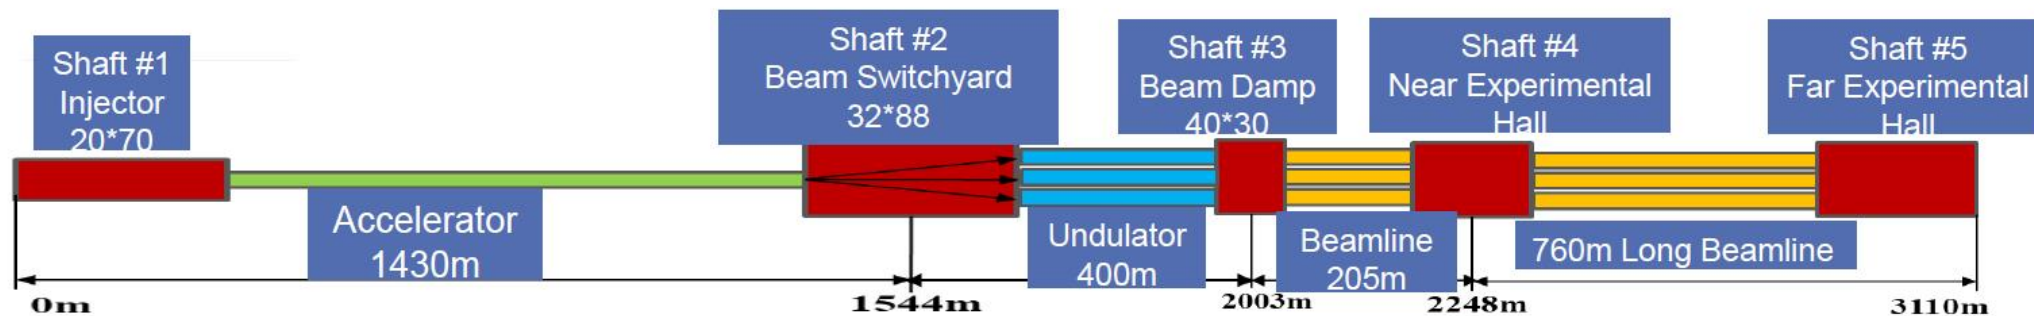 Shaft #1
Injector
20*70
Shaft #2
Beam Switchyard
32*88
Shaft #3
Beam Damp
40*30
Shaft #4
Near Experimental
Hall
Shaft #5
Far Experimental
Hall
Accelerator
1430m
Undulator
400m
Beamline
205m
760m Long Beamline
0m
1544m
2003m
2248m
3110m